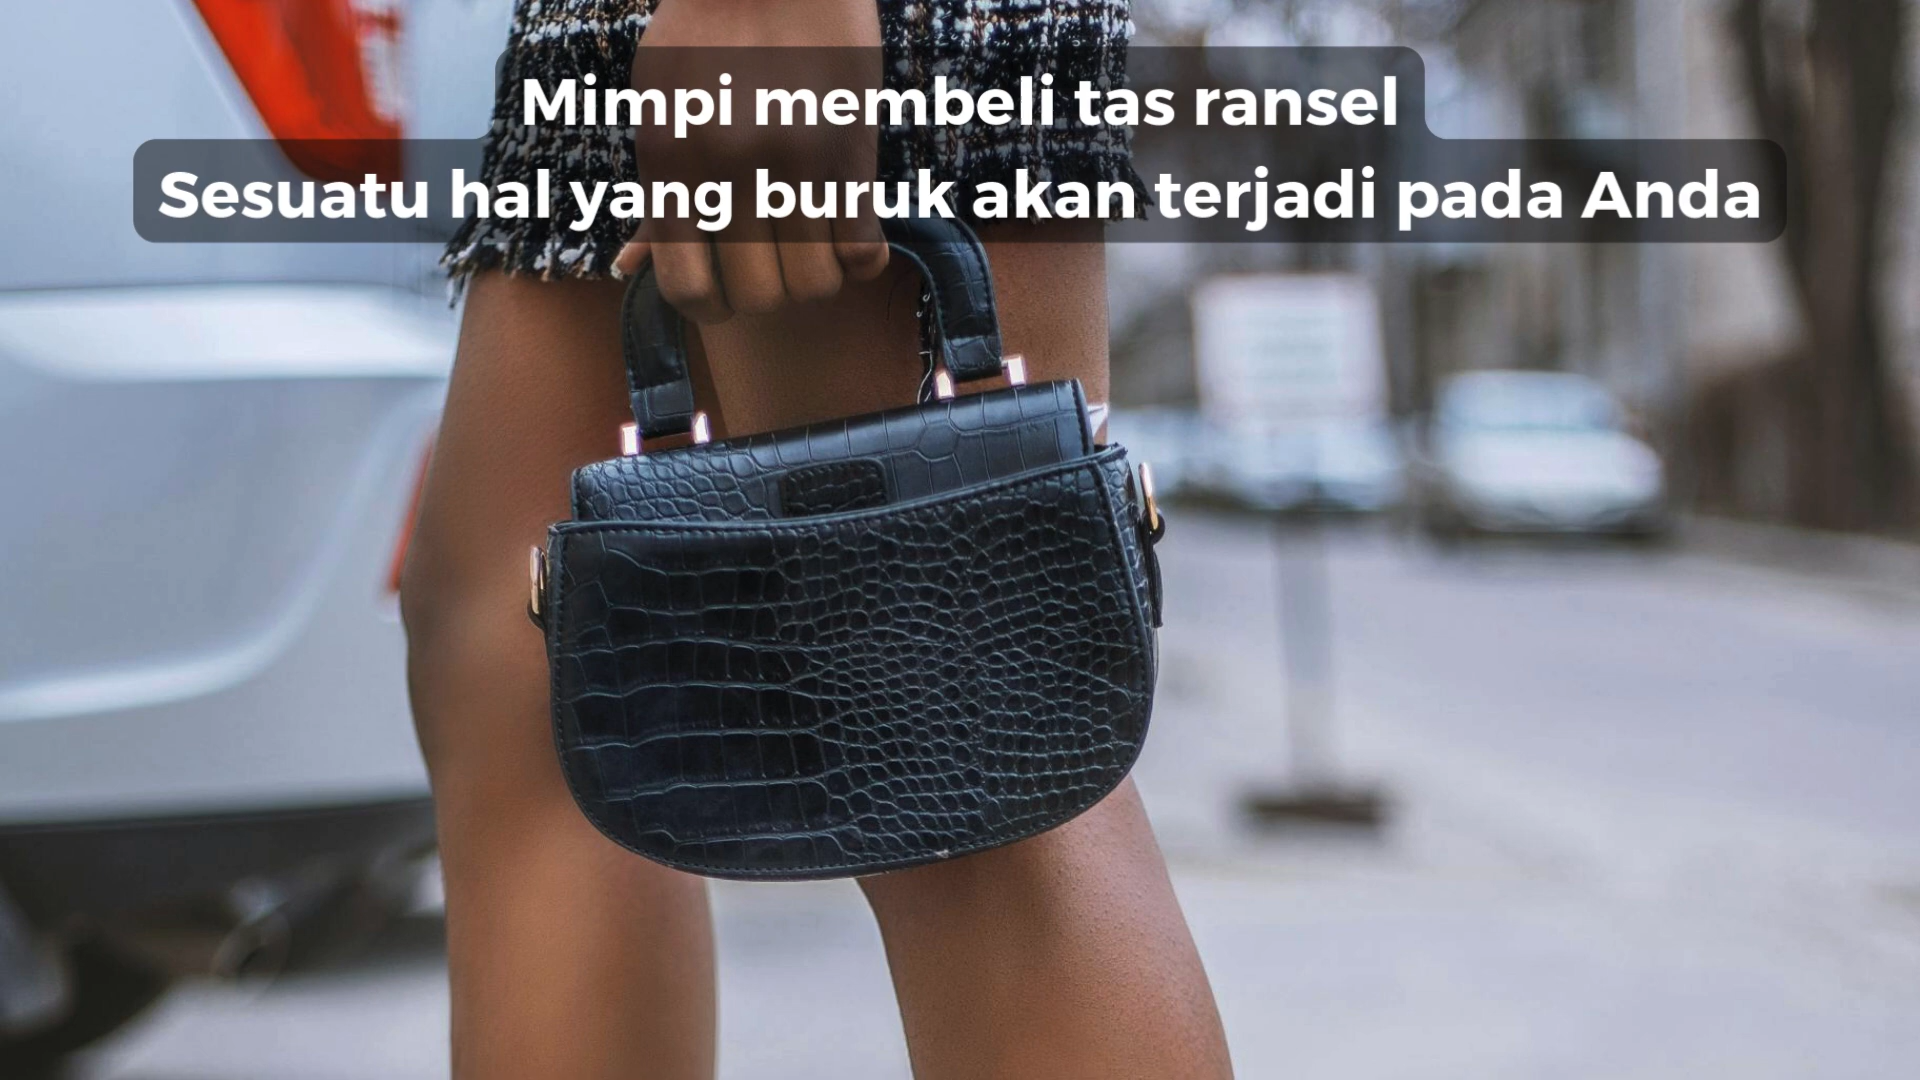 Mimpi membeli tas ransel
Sesuatu hal yang buruk akan terjadi pada Anda